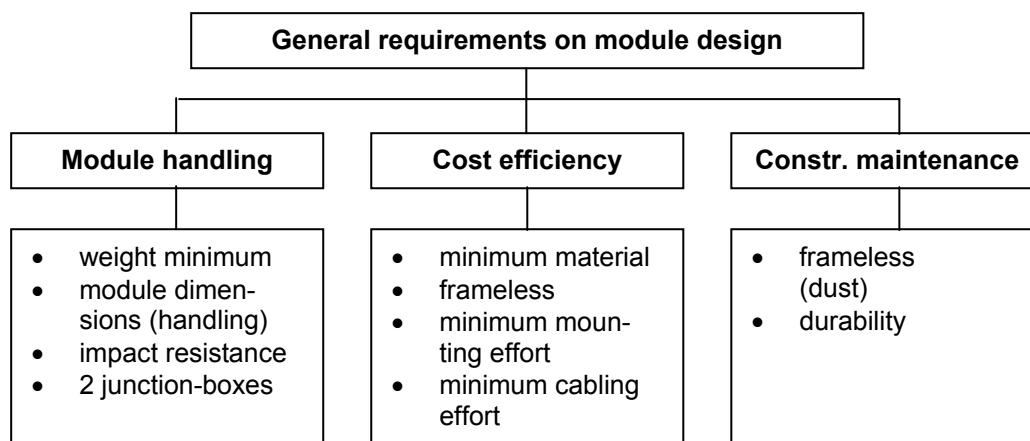 General requirements on module design
Module handling
Cost efficiency
Constr. maintenance
• weight minimum
• module dimen-
sions (handling)
• impact resistance
• 2 junction-boxes
• minimum material
• frameless
• minimum moun-
ting effort
• minimum cabling
effort
• frameless
(dust)
• durability